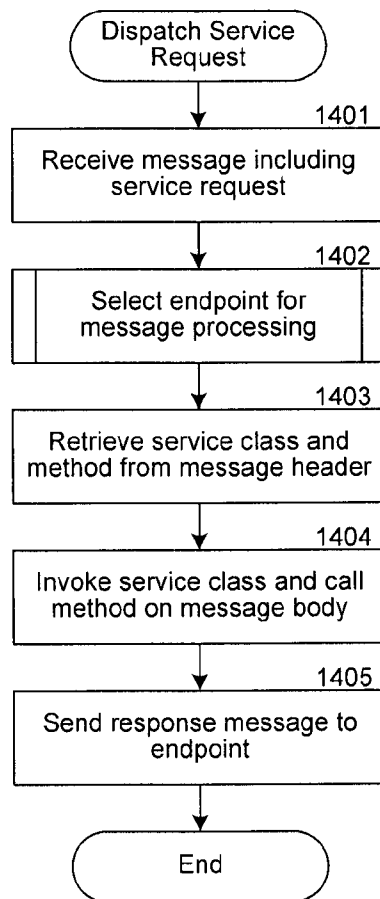 Dispatch Service
Request
1401
Receive message including
service request
1402
Select endpoint for
message processing
1403
Retrieve service class and
method from message header
1404
Invoke service class and call
method on message body
1405
Send response message to
endpoint
End